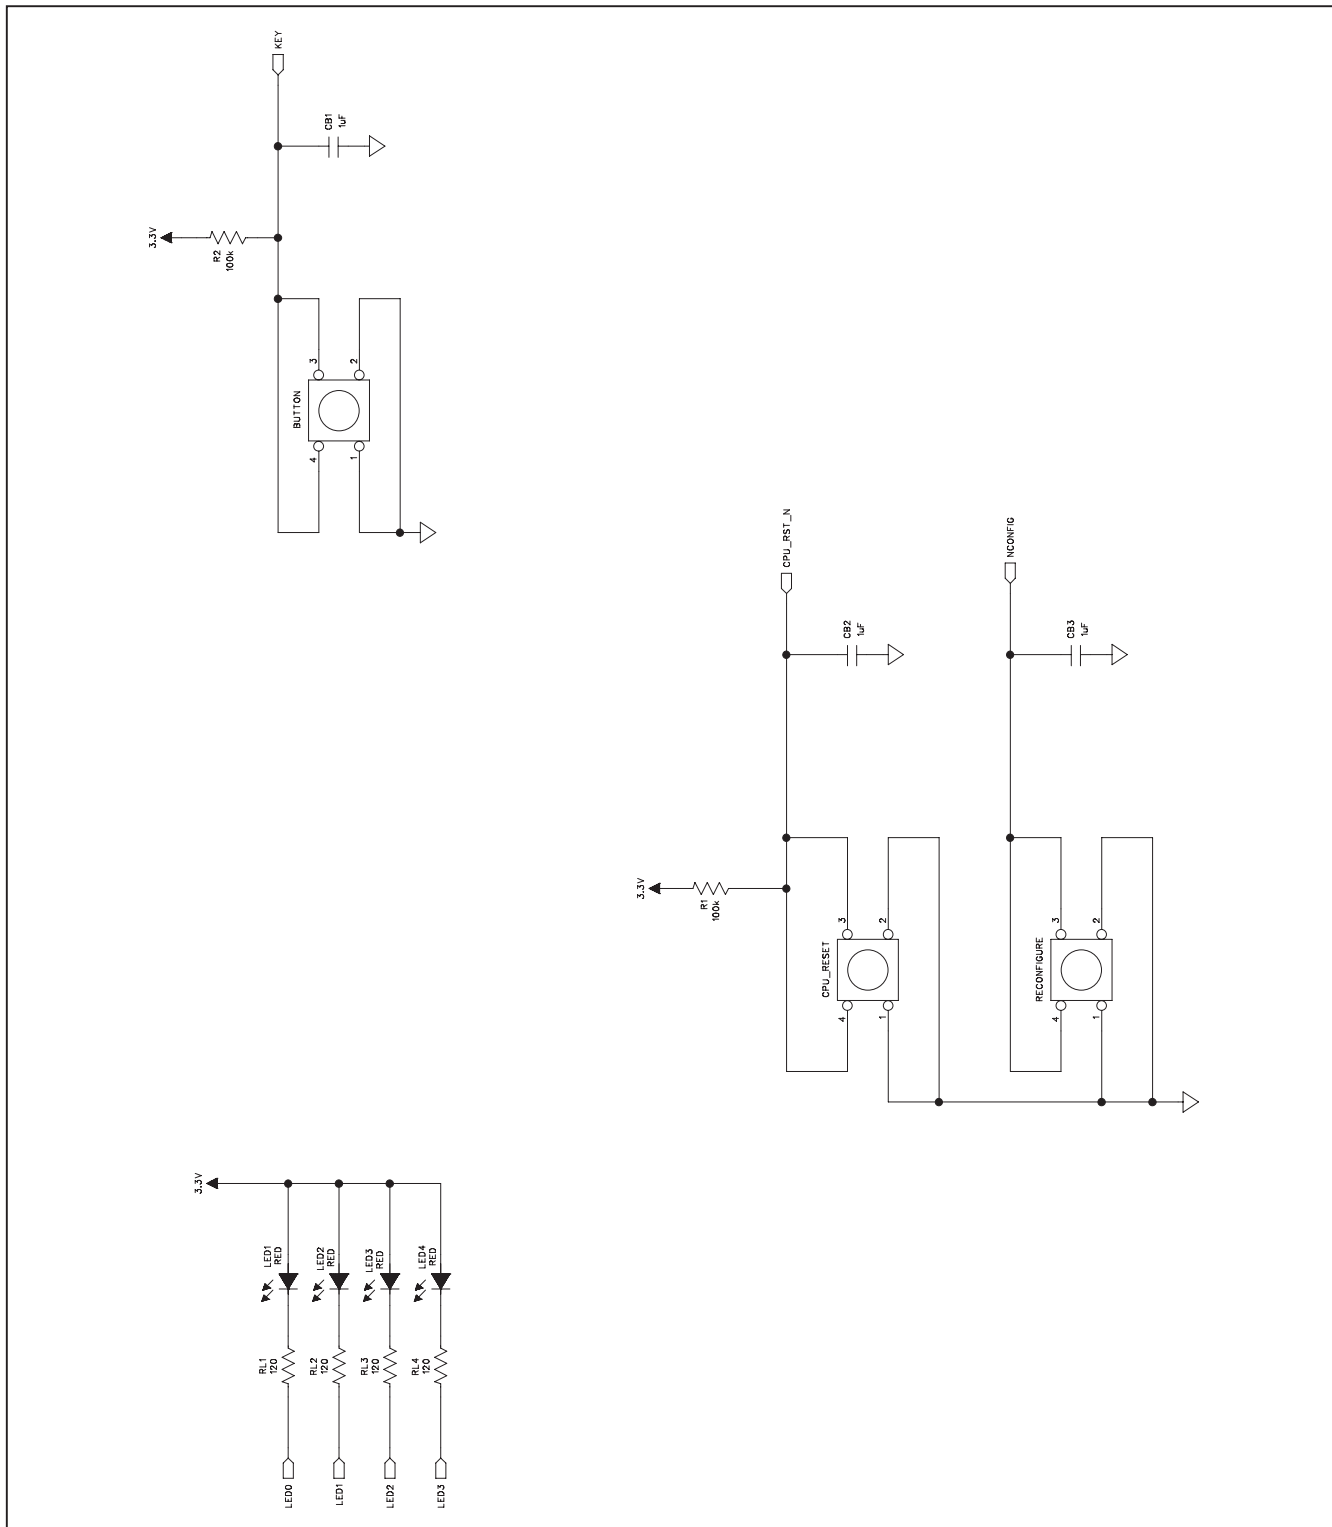 KEY
CB1
1uF
3.3V
R2
100k
BUTTON
3
2
4
1
CPU_RST_N
CB2
1uF
3.3V
R1
100k
CPU_RESET
3
2
4
1
NCONFIG
CB3
1uF
RECONFIGURE
3
2
4
1
3.3V
LED1
RED
LED2
RED
LED3
RED
LED4
RED
RL1
120
RL2
120
RL3
120
RL4
120
LED0
LED1
LED2
LED3